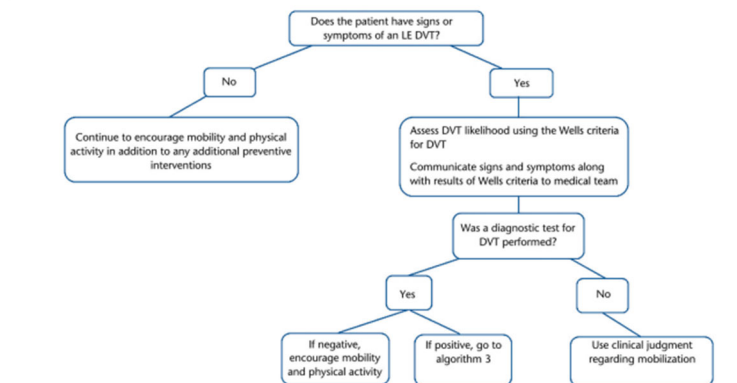 Does the patient have signs or
symptoms of an LE DVT?
No
Yes
Continue to encourage mobility and physical
activity in addition to any additional preventive
interventions
Assess DVT likelihood using the Wells criteria
for DVT
Communicate signs and symptoms along
with results of Wells criteria to medical team
Was a diagnostic test for
DVT performed?
Yes
No
If negative,
encourage mobility
and physical activity
If positive, go to
algorithm 3
Use clinical judgment
regarding mobilization